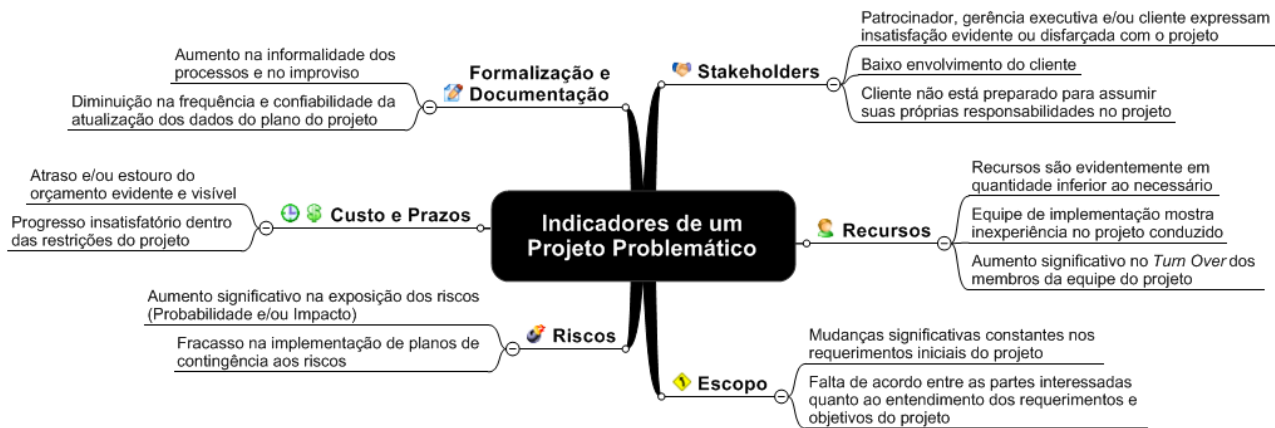 Indicadores de um
Projeto Problemático
Stakeholders
Patrocinador, gerência executiva e/ou cliente expressam
insatisfação evidente ou disfarçada com o projeto
Baixo envolvimento do cliente
Cliente não está preparado para assumir
suas próprias responsabilidades no projeto
Recursos
Recursos são evidentemente em
quantidade inferior ao necessário
Equipe de implementação mostra
inexperiência no projeto conduzido
Aumento significativo no Turn Over dos
membros da equipe do projeto
Escopo
Mudanças significativas constantes nos
requerimentos iniciais do projeto
Falta de acordo entre as partes interessadas
quanto ao entendimento dos requerimentos e
objetivos do projeto
Formalização e
Documentação
Aumento na informalidade dos
processos e no improviso
Diminuição na frequência e confiabilidade da
atualização dos dados do plano do projeto
Custo e Prazos
Atraso e/ou estouro do
orçamento evidente e visível
Progresso insatisfatório dentro
das restrições do projeto
Riscos
Aumento significativo na exposição dos riscos
(Probabilidade e/ou Impacto)
Fracasso na implementação de planos de
contingência aos riscos